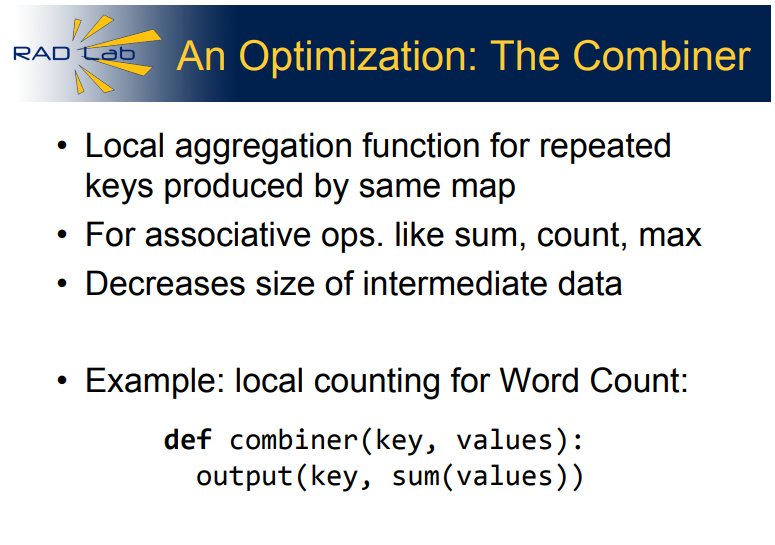 RAD Lab
An Optimization: The Combiner
• Local aggregation function for repeated
keys produced by same map
• For associative ops. like sum, count, max
• Decreases size of intermediate data
• Example: local counting for Word Count:
def combiner(key, values):
output(key, sum(values))